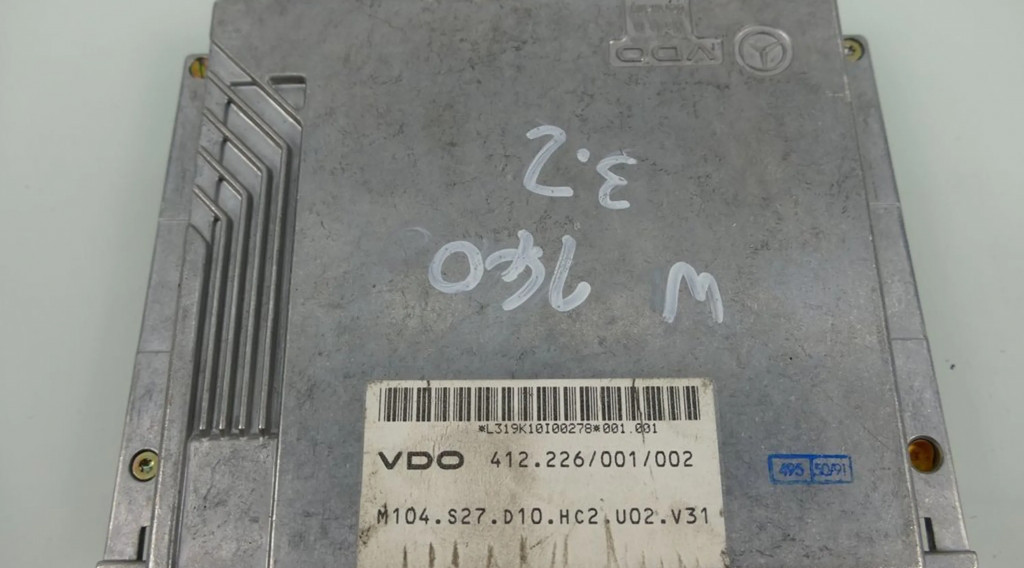 VDO
3.2
W 140
*L319K10I00278*001.001
VDO 412.226/001/002
495 50/91
M104.S27.D10.HC2.U02.V31